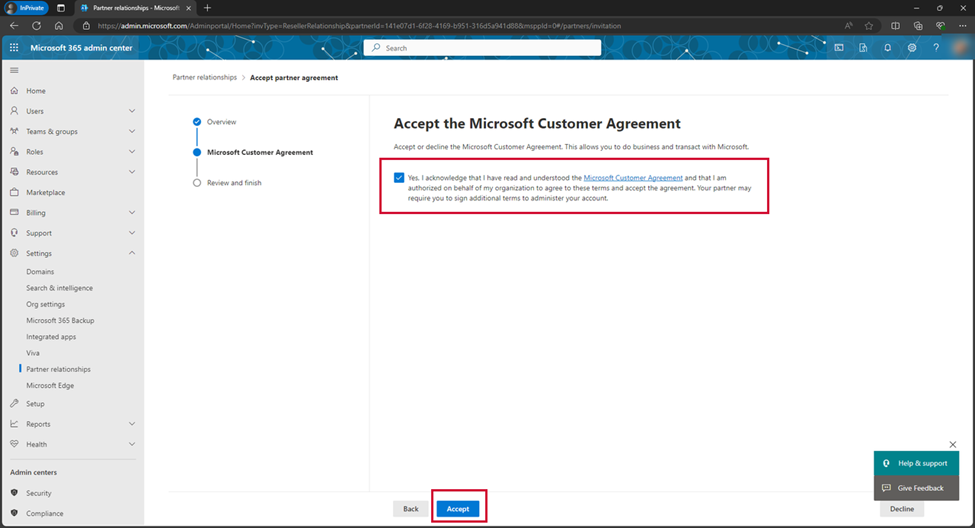 InPrivate
Partner relationships - Microsoft
https://admin.microsoft.com/Adminportal/Home?invType=ResellerRelationship&partnerId=141e07d1-6f28-4169-b951-316d5a941d88&msppId=0#/partners/invitation
Microsoft 365 admin center
Search
Home
Users
Teams & groups
Roles
Resources
Marketplace
Billing
Support
Settings
Domains
Search & intelligence
Org settings
Microsoft 365 Backup
Integrated apps
Viva
Partner relationships
Microsoft Edge
Setup
Reports
Health
Admin centers
Security
Compliance
Partner relationships > Accept partner agreement
Overview
Microsoft Customer Agreement
Review and finish
Accept the Microsoft Customer Agreement
Accept or decline the Microsoft Customer Agreement. This allows you to do business and transact with Microsoft.
Yes, I acknowledge that I have read and understood the Microsoft Customer Agreement and that I am
authorized on behalf of my organization to agree to these terms and accept the agreement. Your partner may
require you to sign additional terms to administer your account.
Help & support
Give Feedback
Back
Accept
Decline